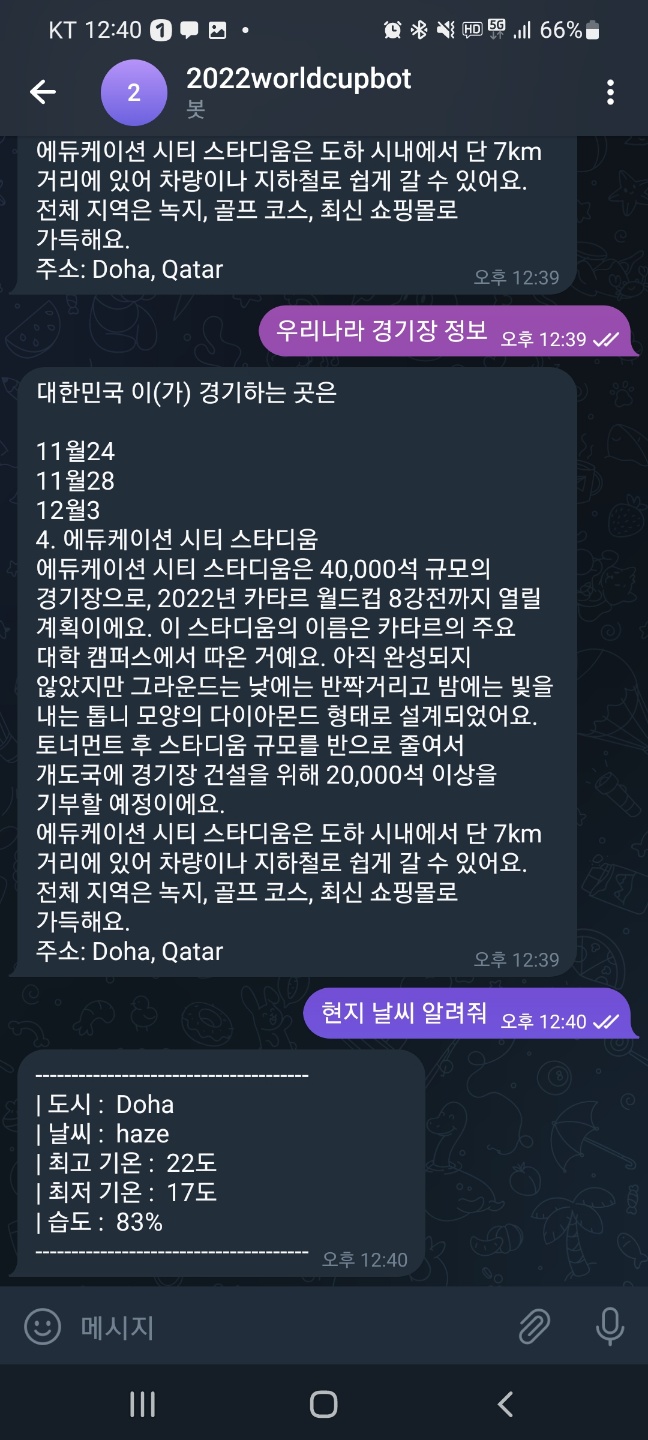 KT 12:40 1 HD 5G 66%
2 2022worldcupbot
봇
에듀케이션 시티 스타디움은 도하 시내에서 단 7km
거리에 있어 차량이나 지하철로 쉽게 갈 수 있어요.
전체 지역은 녹지, 골프 코스, 최신 쇼핑몰로
가득해요.
주소: Doha, Qatar 오후 12:39
우리나라 경기장 정보 오후 12:39
대한민국 이(가) 경기하는 곳은
11월24
11월28
12월3
4. 에듀케이션 시티 스타디움
에듀케이션 시티 스타디움은 40,000석 규모의
경기장으로, 2022년 카타르 월드컵 8강전까지 열릴
계획이에요. 이 스타디움의 이름은 카타르의 주요
대학 캠퍼스에서 따온 거예요. 아직 완성되지
않았지만 그라운드는 낮에는 반짝거리고 밤에는 빛을
내는 톱니 모양의 다이아몬드 형태로 설계되었어요.
토너먼트 후 스타디움 규모를 반으로 줄여서
개도국에 경기장 건설을 위해 20,000석 이상을
기부할 예정이에요.
에듀케이션 시티 스타디움은 도하 시내에서 단 7km
거리에 있어 차량이나 지하철로 쉽게 갈 수 있어요.
전체 지역은 녹지, 골프 코스, 최신 쇼핑몰로
가득해요.
주소: Doha, Qatar 오후 12:39
현지 날씨 알려줘 오후 12:40
--------------------------------------
| 도시 : Doha
| 날씨 : haze
| 최고 기온 : 22도
| 최저 기온 : 17도
| 습도 : 83%
-------------------------------------- 오후 12:40
메시지